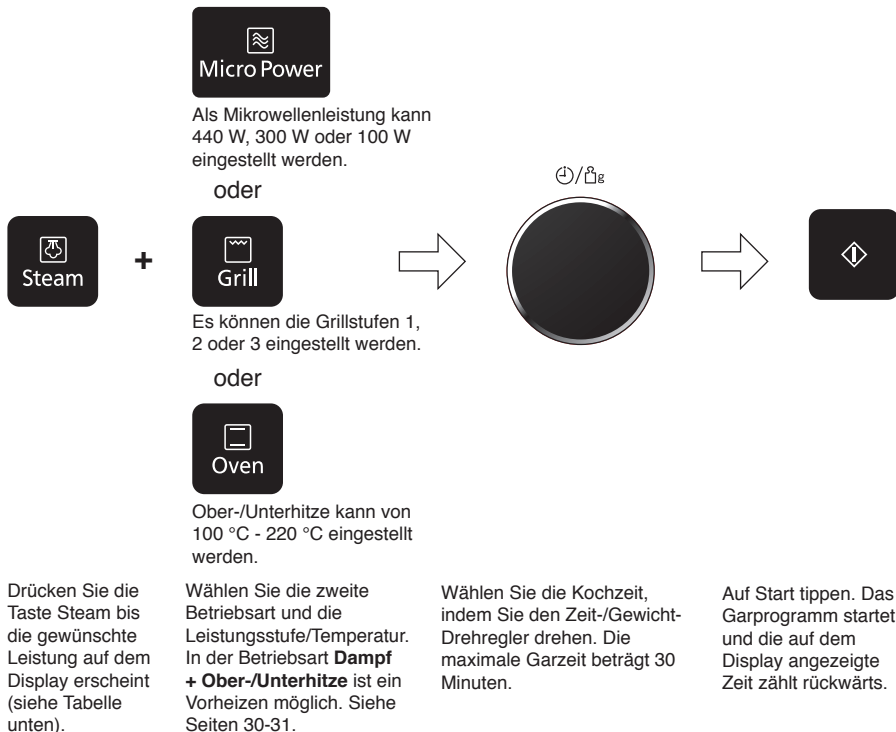 Micro Power
Als Mikrowellenleistung kann
440 W, 300 W oder 100 W
eingestellt werden.
oder
Steam
+
Grill
Es können die Grillstufen 1,
2 oder 3 eingestellt werden.
oder
Oven
Ober-/Unterhitze kann von
100 °C - 220 °C eingestellt
werden.
/ g
Drücken Sie die
Taste Steam bis
die gewünschte
Leistung auf dem
Display erscheint
(siehe Tabelle
unten).
Wählen Sie die zweite
Betriebsart und die
Leistungsstufe/Temperatur.
In der Betriebsart Dampf
+ Ober-/Unterhitze ist ein
Vorheizen möglich. Siehe
Seiten 30-31.
Wählen Sie die Kochzeit,
indem Sie den Zeit-/Gewicht-
Drehregler drehen. Die
maximale Garzeit beträgt 30
Minuten.
Auf Start tippen. Das
Garprogramm startet
und die auf dem
Display angezeigte
Zeit zählt rückwärts.